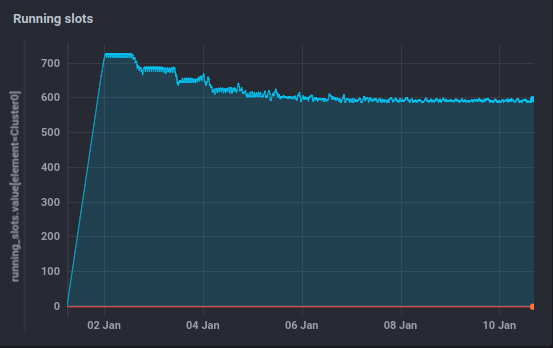 Running slots
running_slots.value[element=Cluster0]
700
600
500
400
300
200
100
0
02 Jan 04 Jan 06 Jan 08 Jan 10 Jan